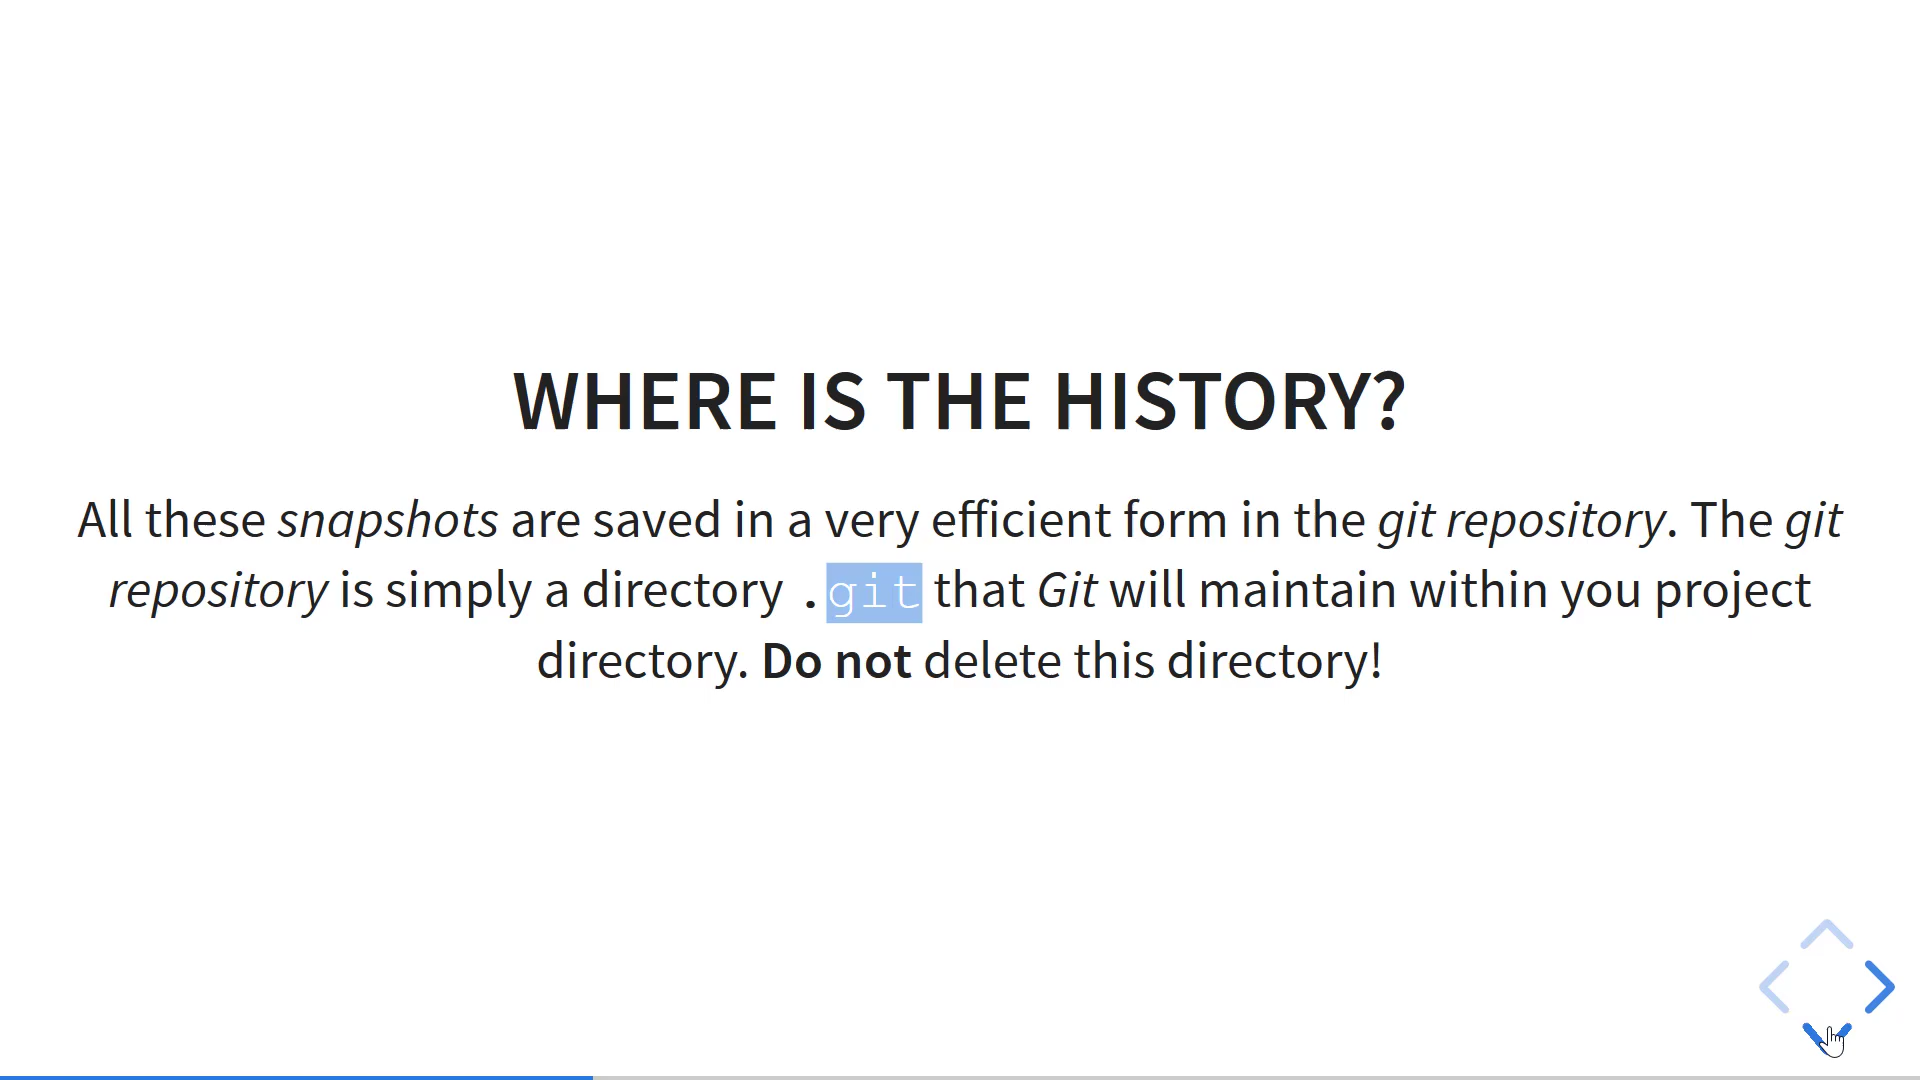 WHERE IS THE HISTORY?
All these snapshots are saved in a very efficient form in the git repository. The git
repository is simply a directory .git that Git will maintain within you project
directory. Do not delete this directory!